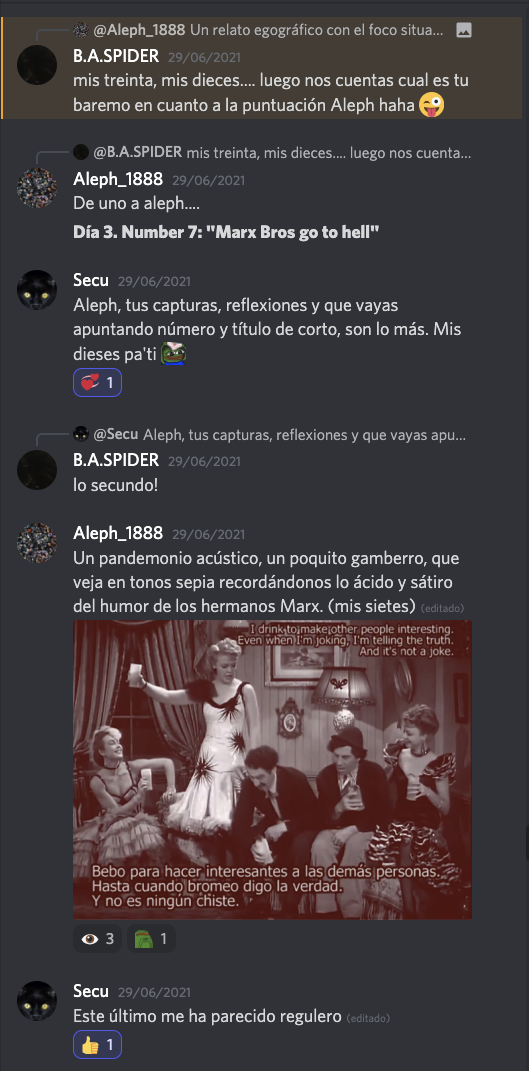 @Aleph_1888 Un relato egográfico con el foco situa...
B.A.SPIDER 29/06/2021
mis treinta, mis dieces.... luego nos cuentas cual es tu
baremo en cuanto a la puntuación Aleph haha
@B.A.SPIDER mis treinta, mis dieces.... luego nos cuenta...
Aleph_1888 29/06/2021
De uno a aleph....
Día 3. Number 7: "Marx Bros go to hell"
Secu 29/06/2021
Aleph, tus capturas, reflexiones y que vayas
apuntando número y título de corto, son lo más. Mis
dieses pa'ti
1
@Secu Aleph, tus capturas, reflexiones y que vayas apu...
B.A.SPIDER 29/06/2021
lo secundo!
Aleph_1888 29/06/2021
Un pandemonio acústico, un poquito gamberro, que
veja en tonos sepia recordándonos lo ácido y sátiro
del humor de los hermanos Marx. (mis sietes) (editado)
I drink to make other people interesting.
Even when I'm joking, I'm telling the truth.
And it's not a joke.
Bebo para hacer interesantes a las demás personas.
Hasta cuando bromeo digo la verdad.
Y no es ningún chiste.
3 1
Secu 29/06/2021
Este último me ha parecido regulero (editado)
1